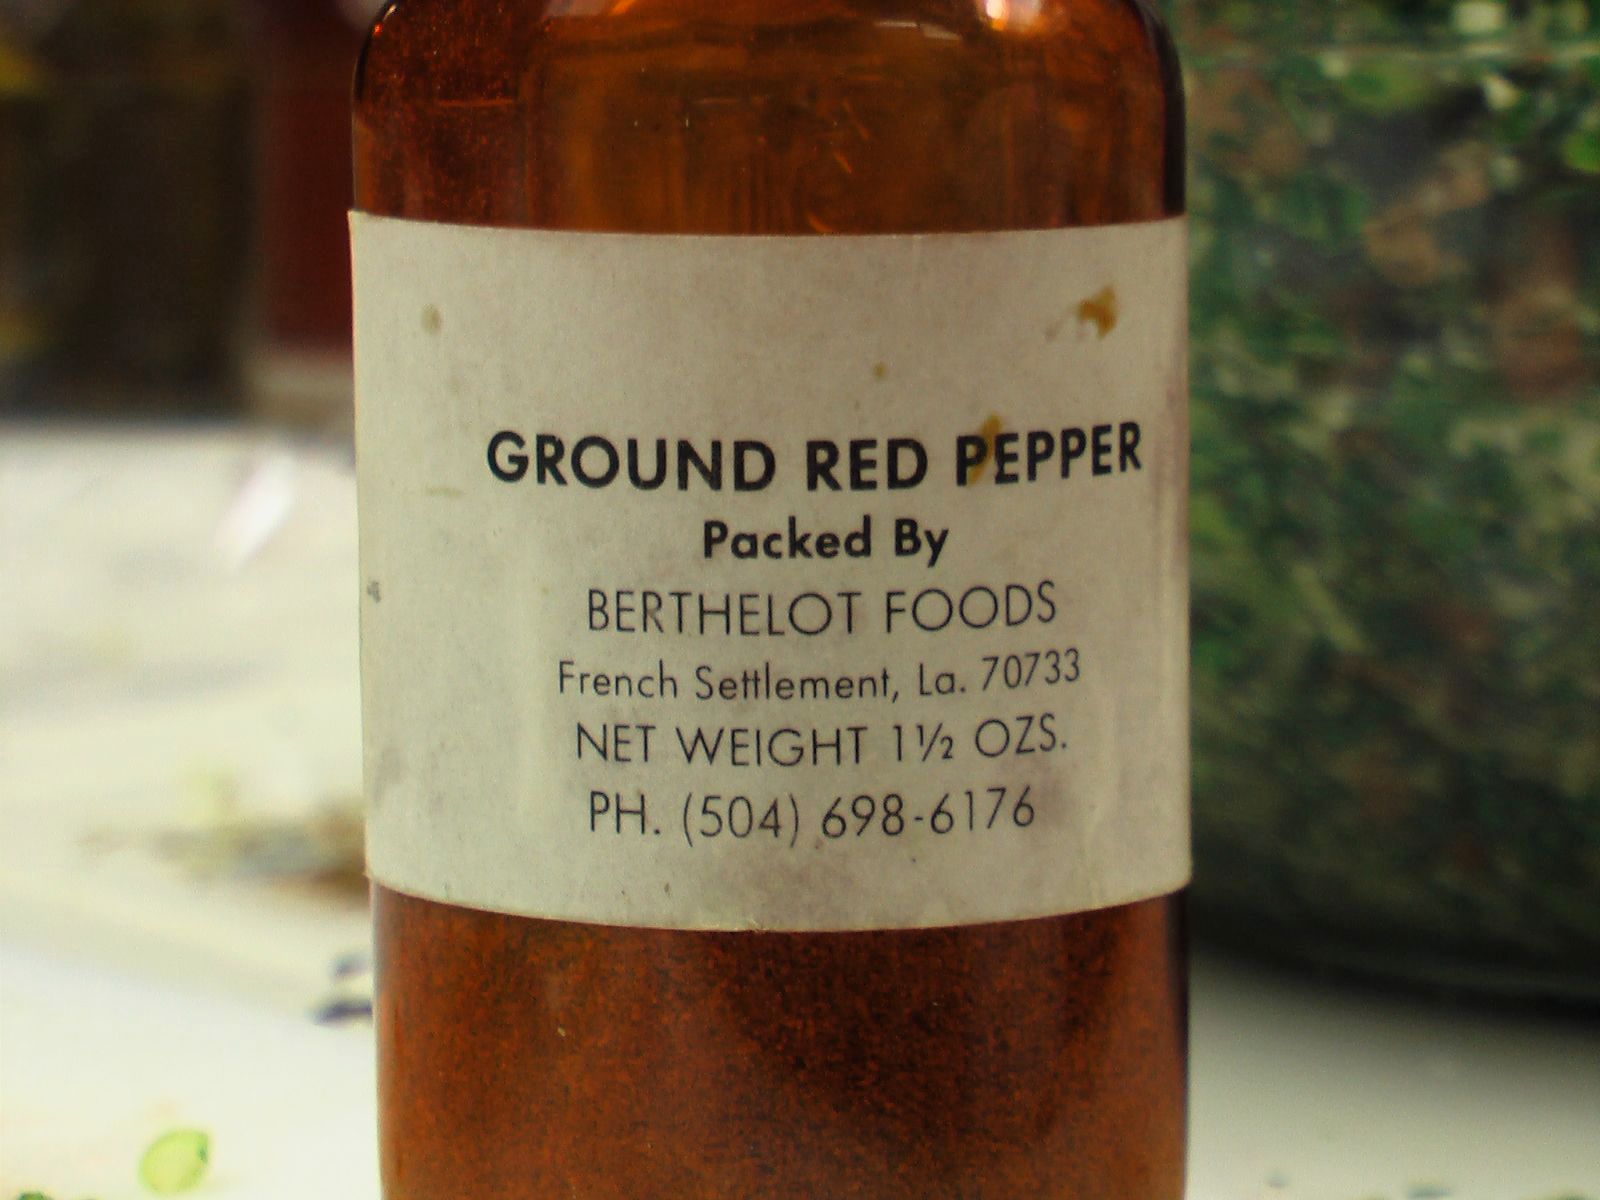 GROUND RED PEPPER
Packed By
BERTHELOT FOODS
French Settlement, La. 70733
NET WEIGHT 1½ OZS.
PH. (504) 698-6176